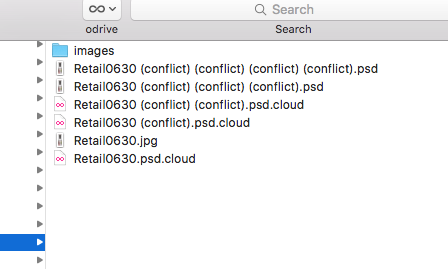 Search
odrive
Search
images
Retail0630 (conflict) (conflict) (conflict) (conflict).psd
Retail0630 (conflict) (conflict) (conflict).psd
Retail0630 (conflict) (conflict).psd.cloud
Retail0630 (conflict).psd.cloud
Retail0630.jpg
Retail0630.psd.cloud